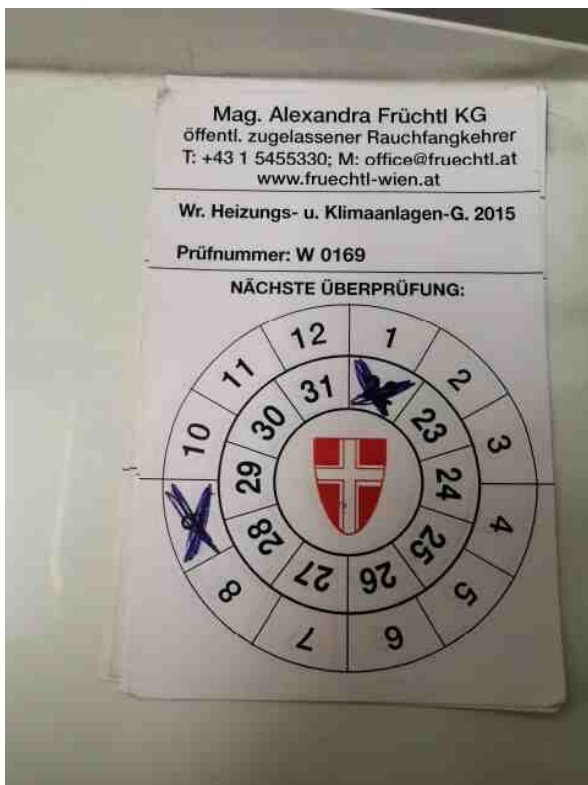 Mag. Alexandra Früchtl KG
öffentl. zugelassener Rauchfangkehrer
T: +43 1 5455330; M: office@fruechtl.at
www.fruechtl-wien.at
Wr. Heizungs- u. Klimaanlagen-G. 2015
Prüfnummer: W 0169
NÄCHSTE ÜBERPRÜFUNG:
12
1
2
3
4
5
6
7
8
10
11
31
23
24
25
26
27
28
29
30